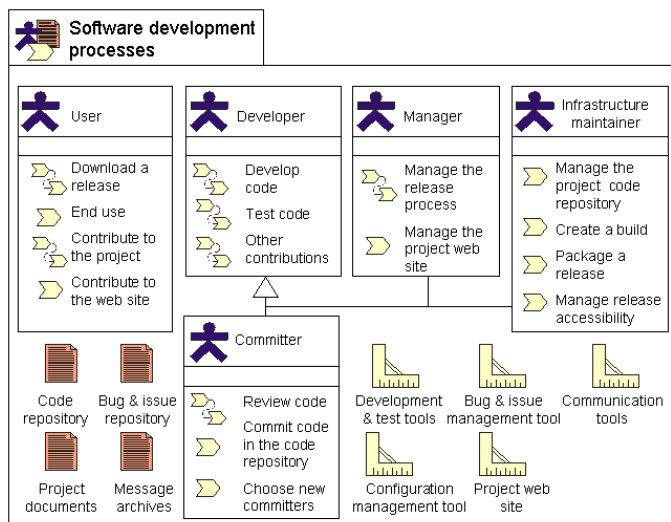 Software development
processes
User
Download a
release
End use
Contribute to
the project
Contribute to
the web site
Developer
Develop
code
Test code
Other
contributions
Manager
Manage the
release
process
Manage the
project web
site
Infrastructure
maintainer
Manage the
project code
repository
Create a build
Package a
release
Manage release
accessibility
Committer
Review code
Commit code
in the code
repository
Choose new
committers
Code
repository
Bug & issue
repository
Project
documents
Message
archives
Development
& test tools
Bug & issue
management tool
Communication
tools
Configuration
management tool
Project web
site